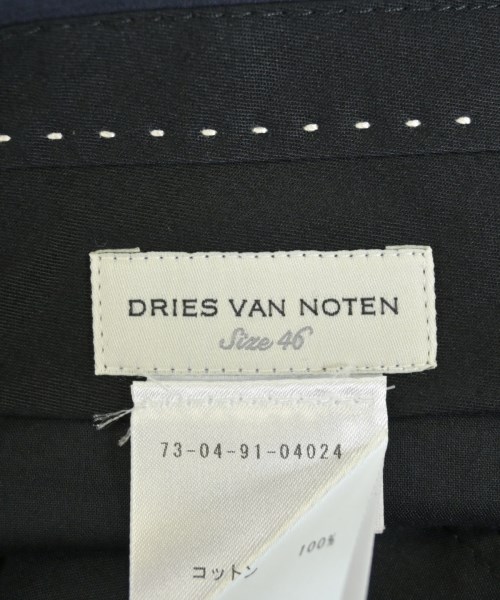 DRIES VAN NOTEN
Size 46
73-04-91-04024
コットン 100%